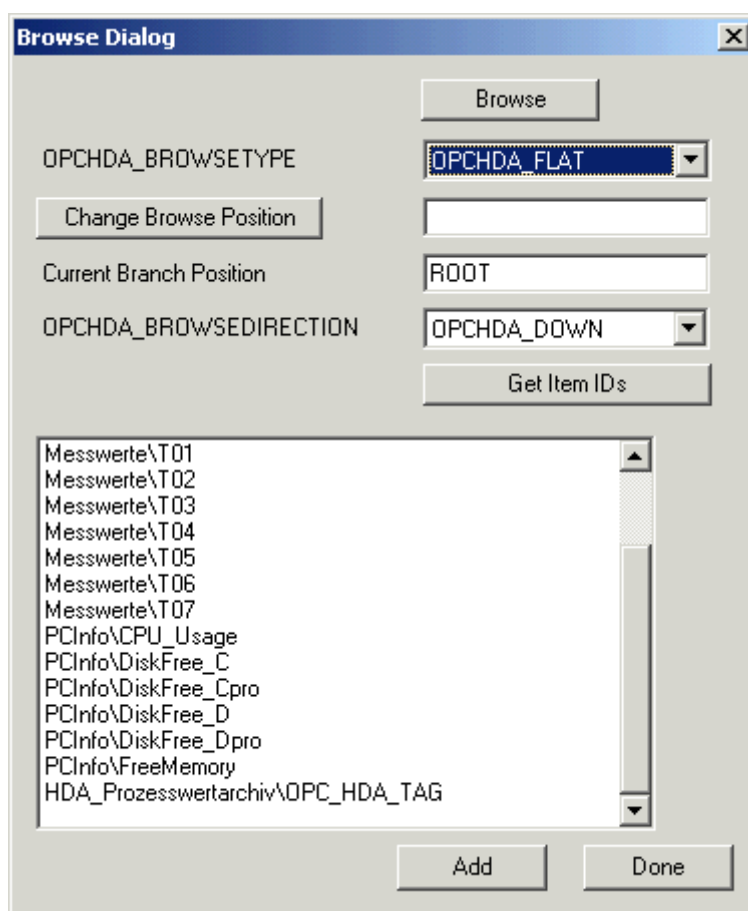 Browse Dialog
Browse
OPCHDA_BROWSETYPE OPCHDA_FLAT
Change Browse Position
Current Branch Position ROOT
OPCHDA_BROWSEDIRECTION OPCHDA_DOWN
Get Item IDs
Messwerte\T01
Messwerte\T02
Messwerte\T03
Messwerte\T04
Messwerte\T05
Messwerte\T06
Messwerte\T07
PCInfo\CPU_Usage
PCInfo\DiskFree_C
PCInfo\DiskFree_Cpro
PCInfo\DiskFree_D
PCInfo\DiskFree_Dpro
PCInfo\FreeMemory
HDA_Prozesswertarchiv\OPC_HDA_TAG
Add Done